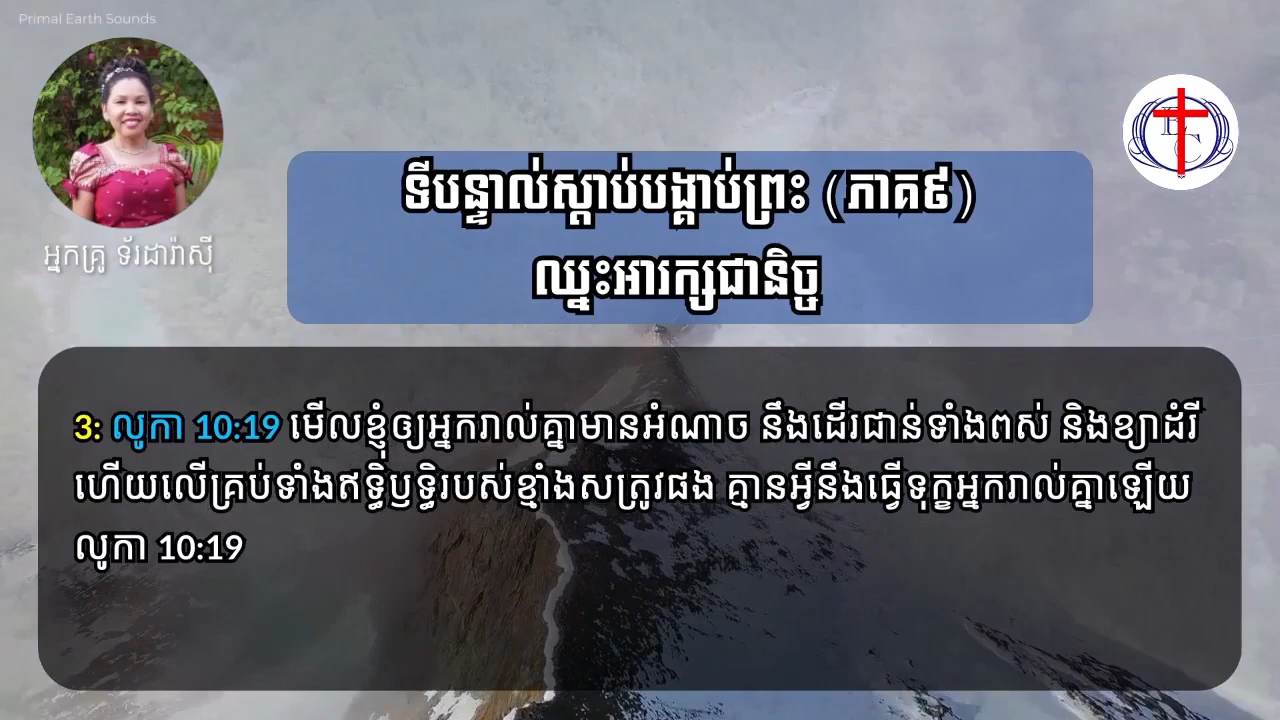 Primal Earth Sounds
អ្នកគ្រូ ទ័រដារ៉ាស៊ី
E
C
ទីបន្ទាល់ស្តាប់បង្គាប់ព្រះ (ភាគ៩)
ឈ្នះអារក្សជានិច្ច
3: លូកា 10:19 មើលខ្ញុំឲ្យអ្នករាល់គ្នាមានអំណាច នឹងដើរជាន់ទាំងពស់ និងខ្យាដំរី
ហើយលើគ្រប់ទាំងឥទ្ធិឫទ្ធិរបស់ខ្មាំងសត្រូវផង គ្មានអ្វីនឹងធ្វើទុក្ខអ្នករាល់គ្នាឡើយ
លូកា 10:19